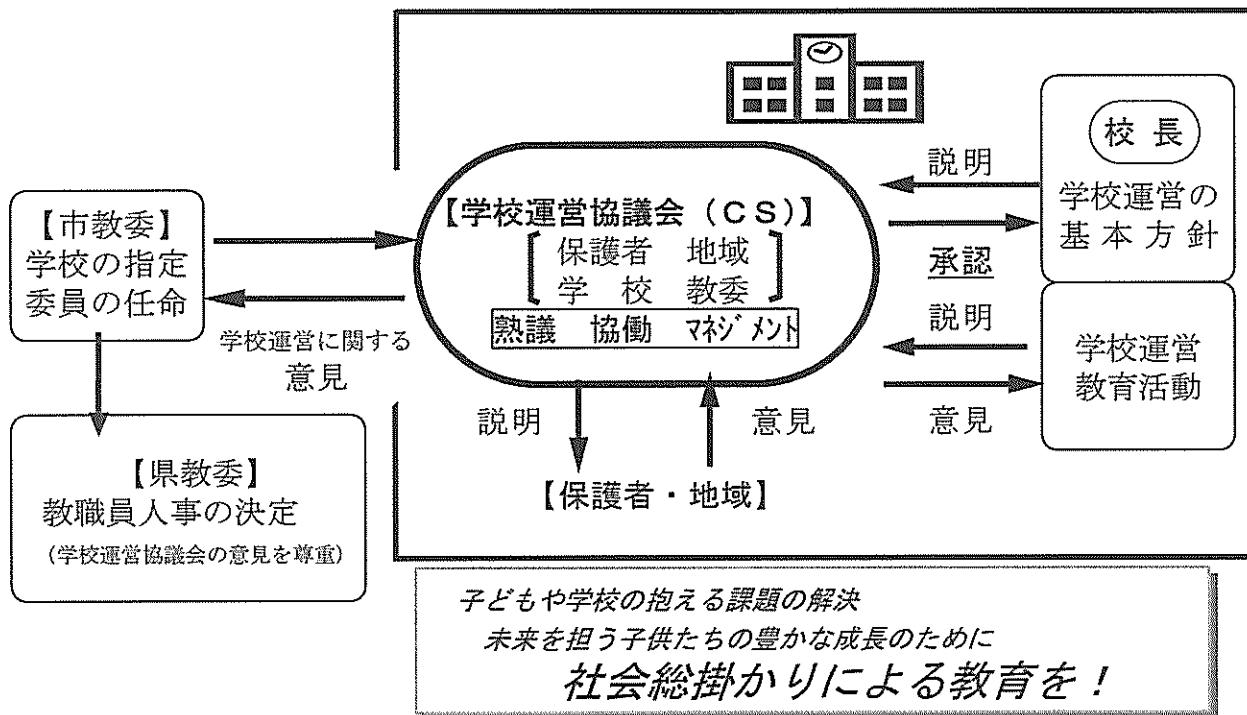 【市教委】
学校の指定
委員の任命
学校運営に関する
意見
【県教委】
教職員人事の決定
(学校運営協議会の意見を尊重)
【学校運営協議会（CS）】
保護者 地域
学 校 教委
熟議 協働 マネジメント
説明
承認
説明
意見
校 長
学校運営の
基 本 方 針
学校運営
教育活動
説明
意見
【保護者・地域】
子どもや学校の抱える課題の解決
未来を担う子供たちの豊かな成長のために
社会総掛かりによる教育を！